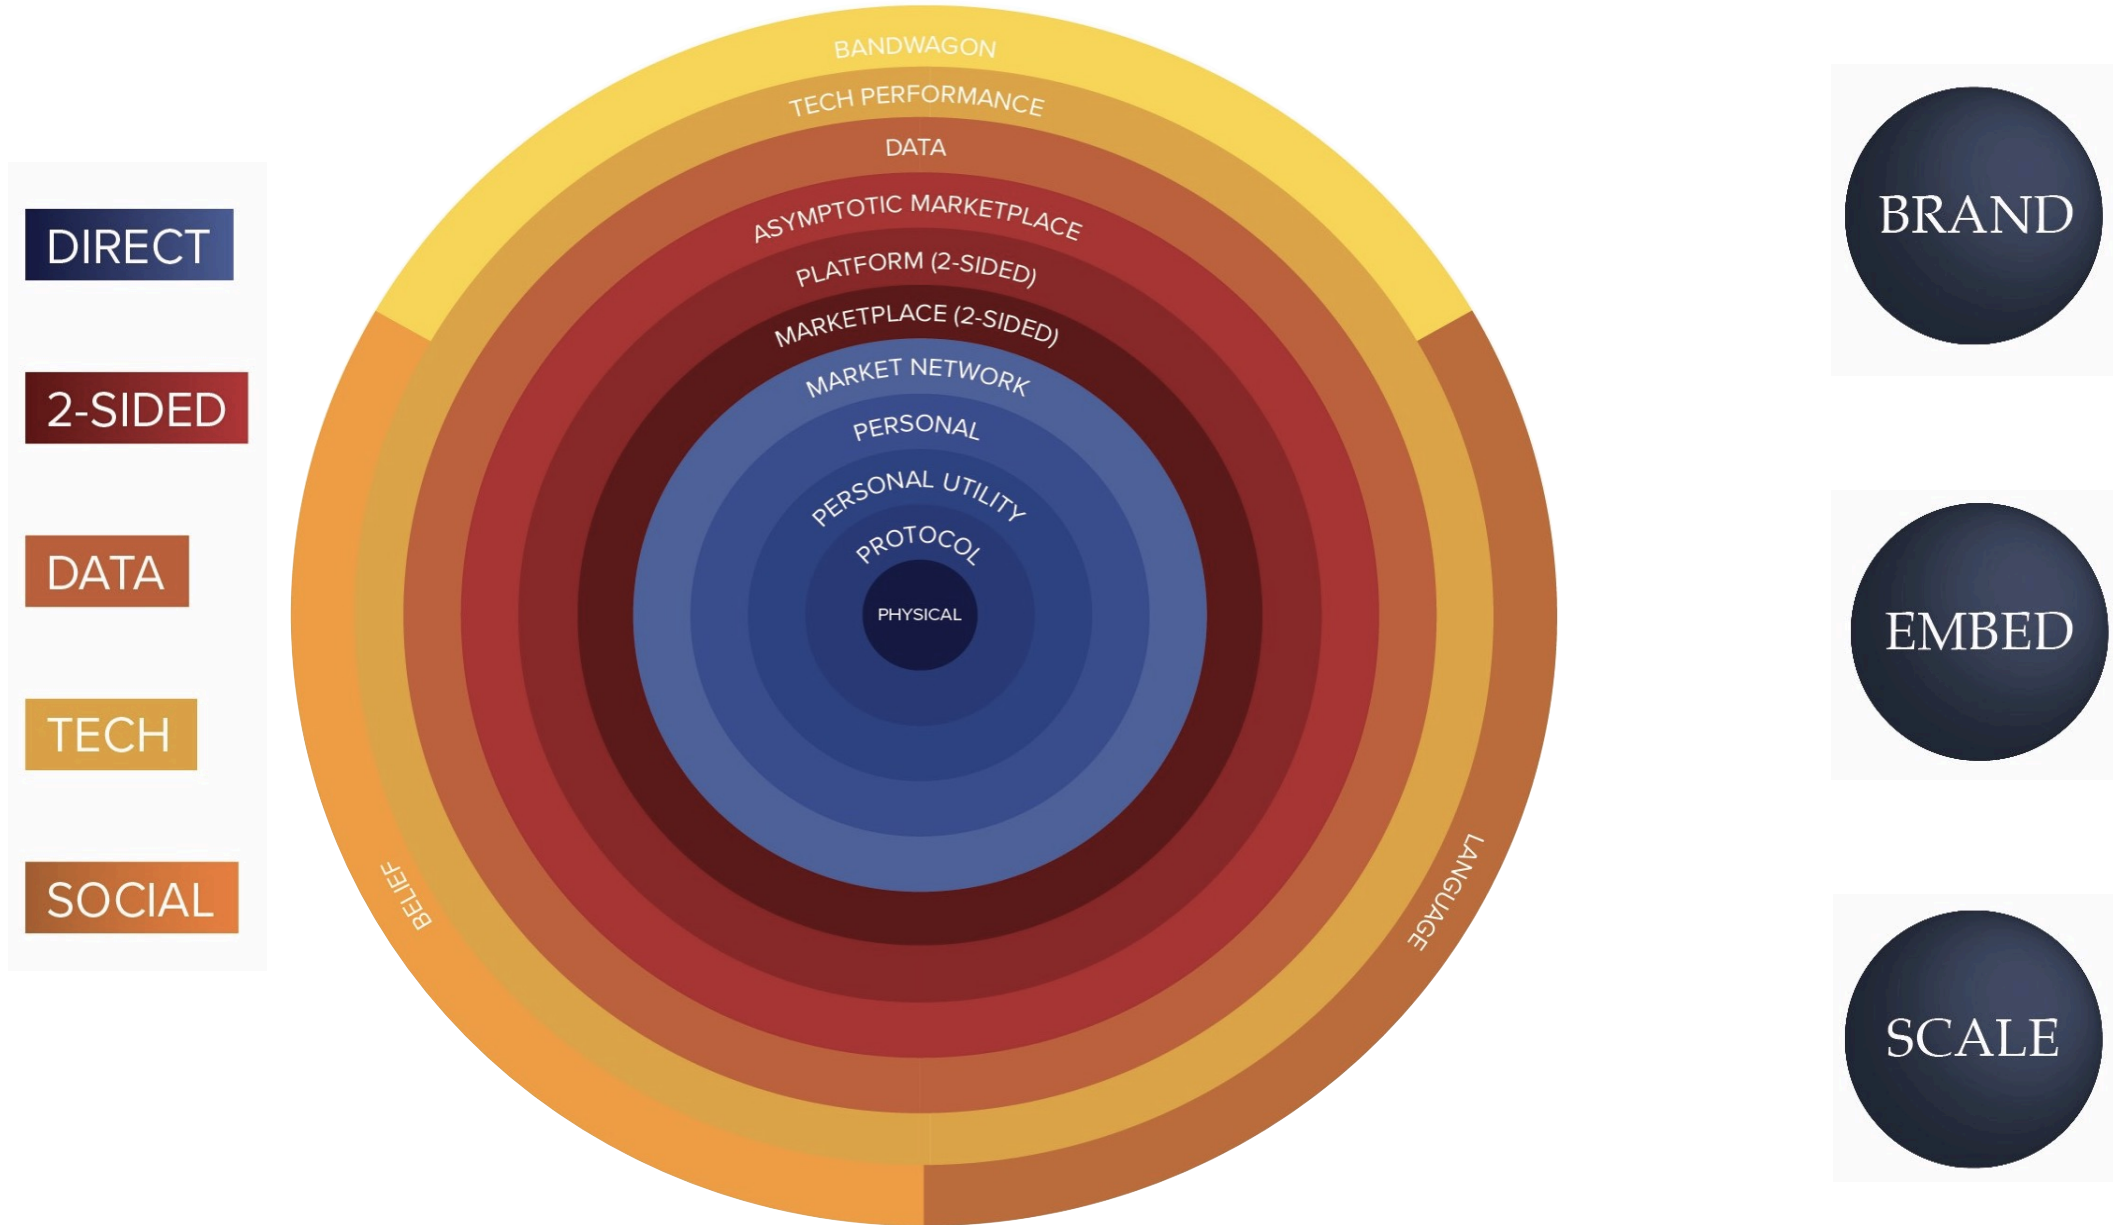 DIRECT
2-SIDED
DATA
TECH
SOCIAL
BANDWAGON
TECH PERFORMANCE
DATA
ASYMPTOTIC MARKETPLACE
PLATFORM (2-SIDED)
MARKETPLACE (2-SIDED)
MARKET NETWORK
PERSONAL
PERSONAL UTILITY
PROTOCOL
PHYSICAL
BELIEF
LANGUAGE
BRAND
EMBED
SCALE